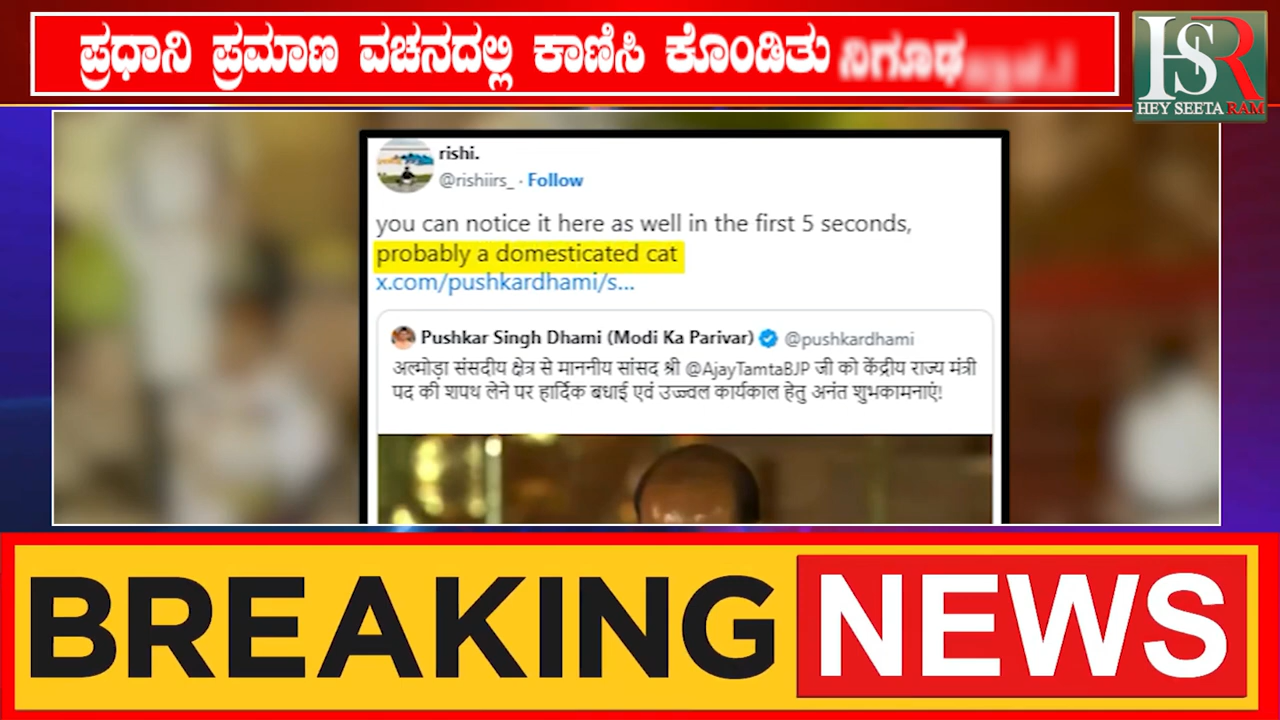 ಪ್ರಧಾನಿ ಪ್ರಮಾಣ ವಚನದಲ್ಲಿ ಕಾಣಿಸಿ ಕೊಂಡಿತು ನಿಗೂಢ
HSR
HEY SEETA RAM
rishi.
@rishiirs_ · Follow
you can notice it here as well in the first 5 seconds,
probably a domesticated cat
x.com/pushkardhami/s...
Pushkar Singh Dhami (Modi Ka Parivar) @pushkardhami
अल्मोड़ा संसदीय क्षेत्र से माननीय सांसद श्री @AjayTamtaBJP जी को केंद्रीय राज्य मंत्री
पद की शपथ लेने पर हार्दिक बधाई एवं उज्ज्वल कार्यकाल हेतु अनंत शुभकामनाएं!
BREAKING NEWS